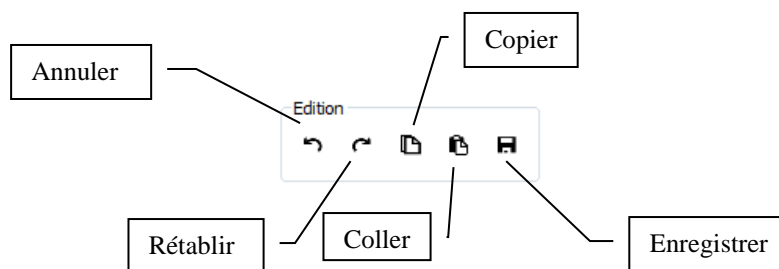 Copier
Annuler
Edition
Rétablir
Coller
Enregistrer